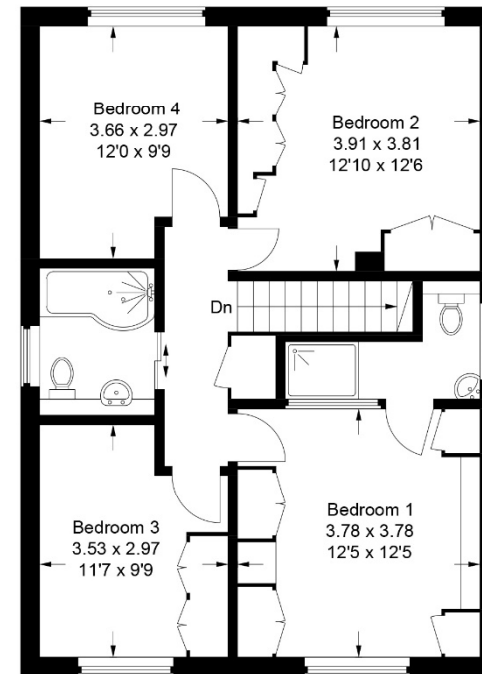 Bedroom 4
3.66 x 2.97
12'0 x 9'9
Bedroom 2
3.91 x 3.81
12'10 x 12'6
Dn
Bedroom 3
3.53 x 2.97
11'7 x 9'9
Bedroom 1
3.78 x 3.78
12'5 x 12'5